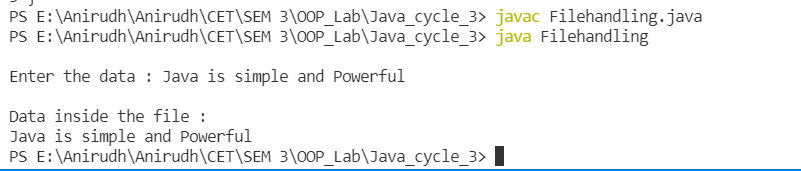 PS E:\Anirudh\Anirudh\CET\SEM 3\OOP_Lab\Java_cycle_3> javac Filehandling.java
PS E:\Anirudh\Anirudh\CET\SEM 3\OOP_Lab\Java_cycle_3> java Filehandling
Enter the data : Java is simple and Powerful
Data inside the file :
Java is simple and Powerful
PS E:\Anirudh\Anirudh\CET\SEM 3\OOP_Lab\Java_cycle_3>